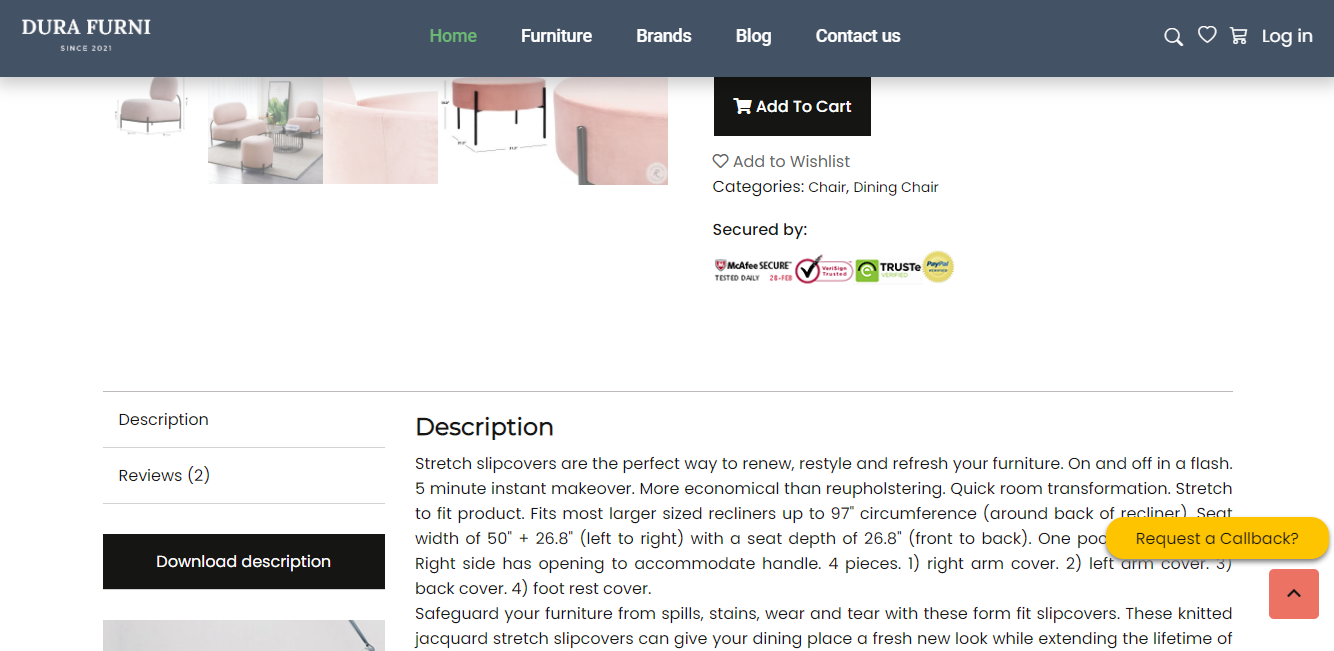 DURA FURNI
SINCE 2021
Home Furniture Brands Blog Contact us
Log in
Add To Cart
Add to Wishlist
Categories: Chair, Dining Chair
Secured by:
McAfee SECURE
TESTED DAILY 28-FEB
VeriSign
Trusted
TRUSTe
VERIFIED
PayPal
VERIFIED
Description
Reviews (2)
Download description
Description
Stretch slipcovers are the perfect way to renew, restyle and refresh your furniture. On and off in a flash.
5 minute instant makeover. More economical than reupholstering. Quick room transformation. Stretch
to fit product. Fits most larger sized recliners up to 97" circumference (around back of recliner). Seat
width of 50" + 26.8" (left to right) with a seat depth of 26.8" (front to back). One
Right side has opening to accommodate handle. 4 pieces. 1) right arm cover. 2) left arm cover. 3)
back cover. 4) foot rest cover.
Safeguard your furniture from spills, stains, wear and tear with these form fit slipcovers. These knitted
jacquard stretch slipcovers can give your dining place a fresh new look while extending the lifetime of
Request a Callback?